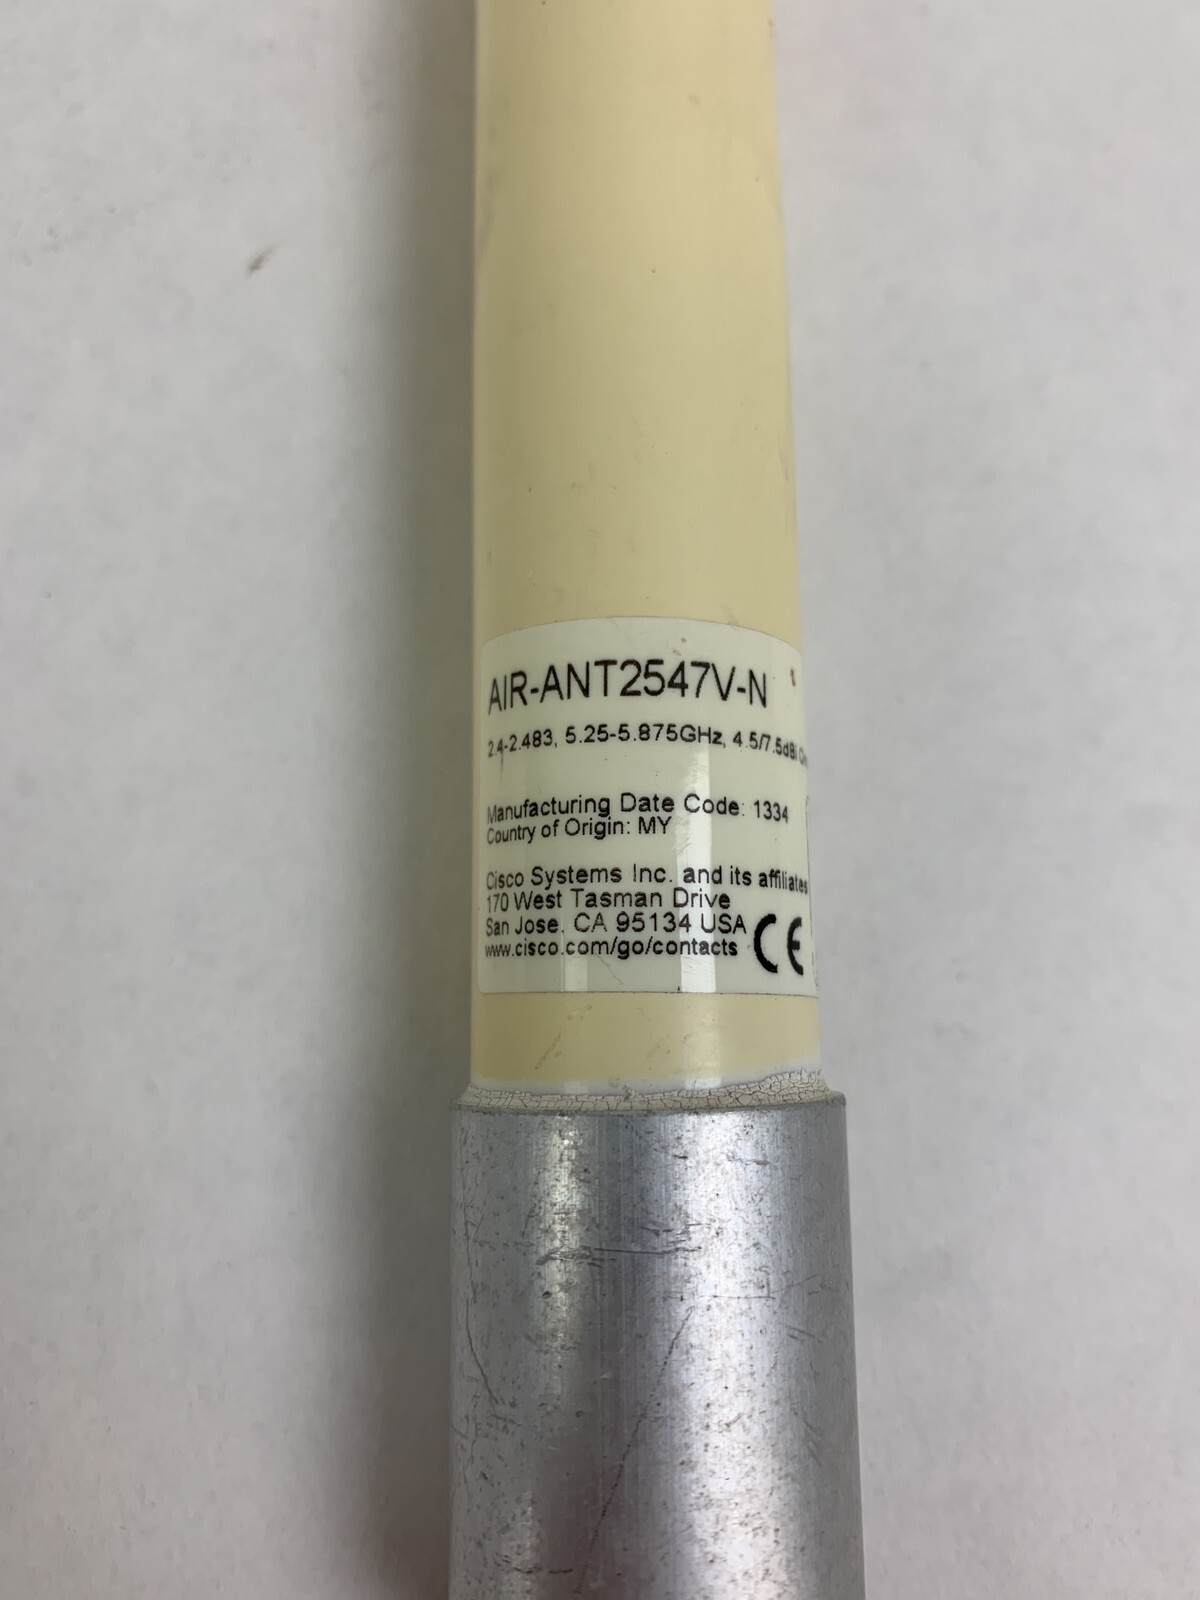 AIR-ANT2547V-N
2.4-2.483, 5.25-5.875GHz, 4.5/7.5dBi
Manufacturing Date Code: 1334
Country of Origin: MY
Cisco Systems Inc. and its affiliates
170 West Tasman Drive
San Jose, CA 95134 USA
www.cisco.com/go/contacts
CE